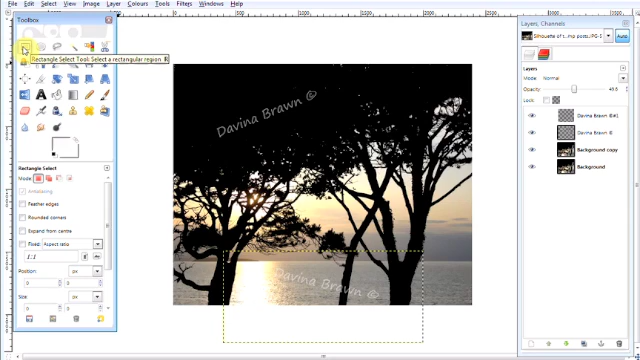 File Edit Select View Image Layer Colours Tools Filters Windows Help
Toolbox
Rectangle Select Tool: Select a rectangular region R
Rectangle Select
Mode:
Antialiasing
Feather edges
Rounded corners
Expand from centre
Fixed: Aspect ratio
1:1
Position: px
0 0
Size: px
0 0
Davina Brawn ©
Davina Brawn ©
Layers, Channels
Auto
Layers
Mode: Normal
Opacity:
Lock:
Davina Brawn ©#1
Davina Brawn ©
Background copy
Background